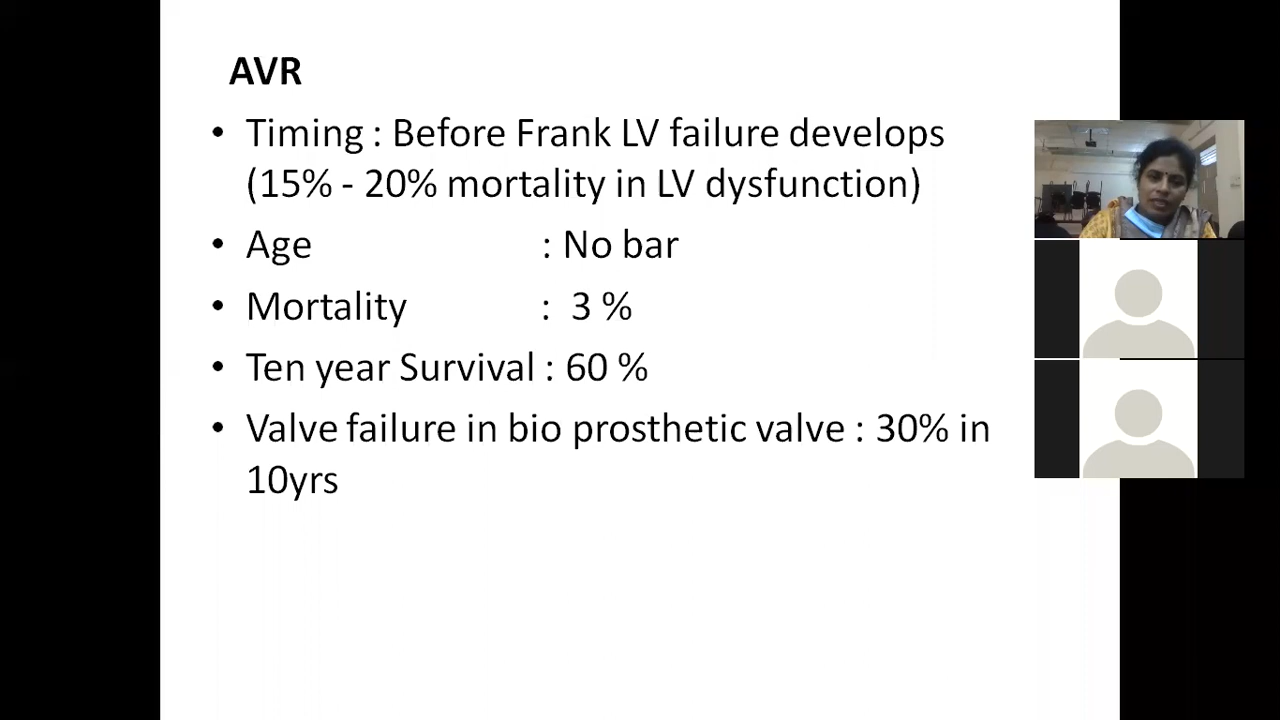 AVR
• Timing : Before Frank LV failure develops
(15% - 20% mortality in LV dysfunction)
• Age : No bar
• Mortality : 3 %
• Ten year Survival : 60 %
• Valve failure in bio prosthetic valve : 30% in
10yrs